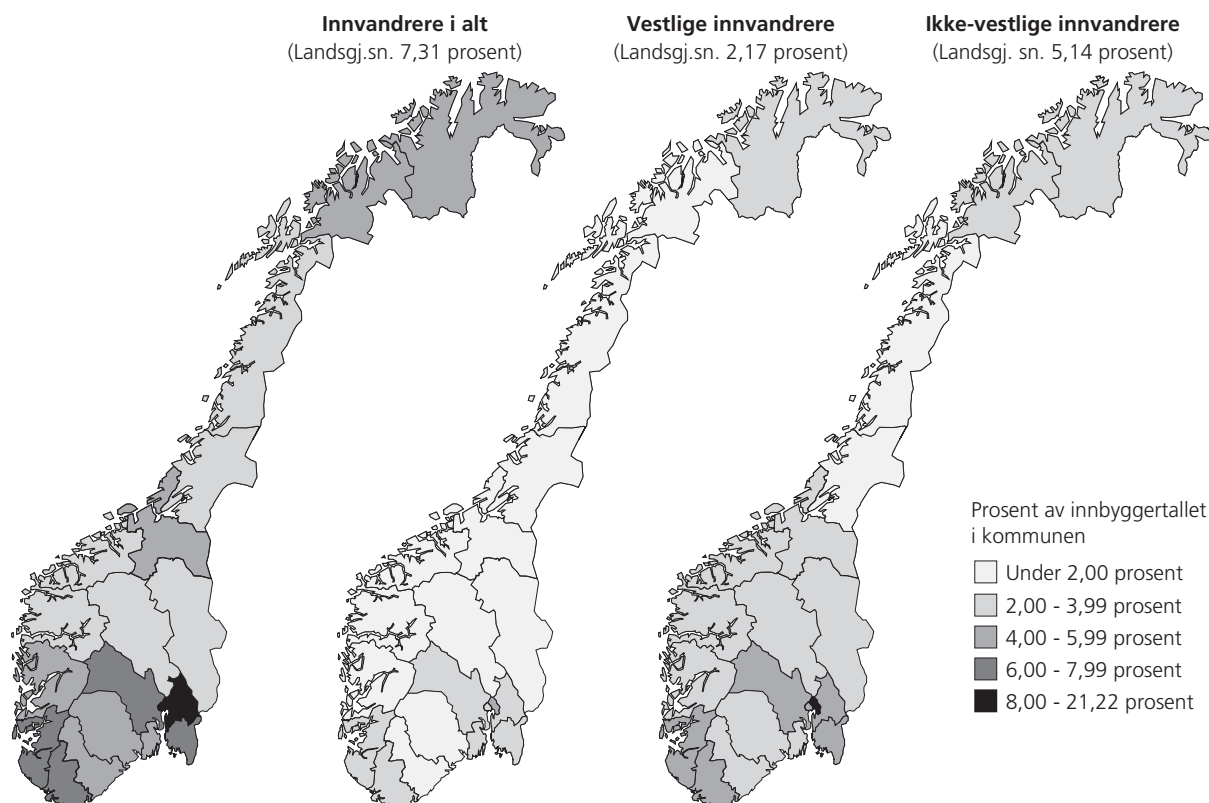 Innvandrere i alt
(Landsgj.sn. 7,31 prosent)
Vestlige innvandrere
(Landsgj.sn. 2,17 prosent)
Ikke-vestlige innvandrere
(Landsgj. sn. 5,14 prosent)
Prosent av innbyggertallet
i kommunen
Under 2,00 prosent
2,00 - 3,99 prosent
4,00 - 5,99 prosent
6,00 - 7,99 prosent
8,00 - 21,22 prosent